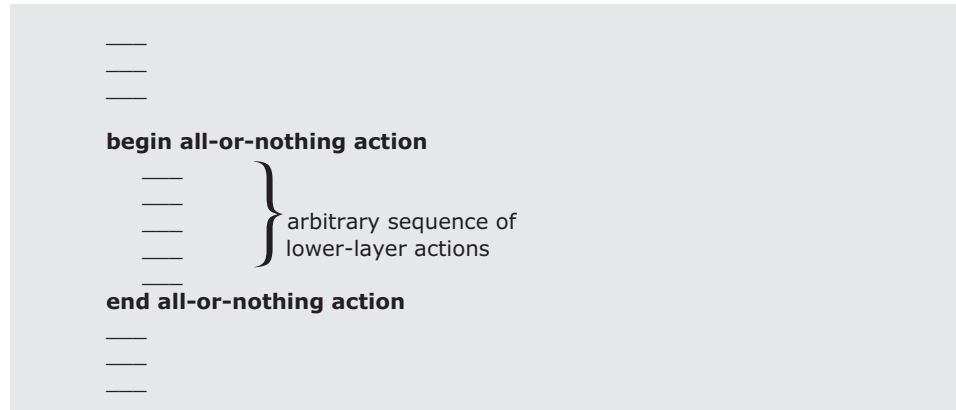 begin all-or-nothing action
arbitrary sequence of
lower-layer actions
end all-or-nothing action